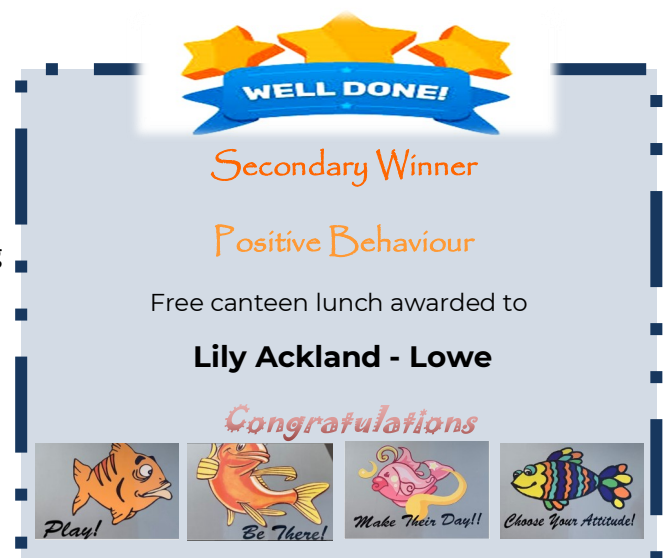 WELL DONE!
Secondary Winner
Positive Behaviour
Free canteen lunch awarded to
Lily Ackland - Lowe
Congratulations
Play!
Be There!
Make Their Day!!
Choose Your Attitude!